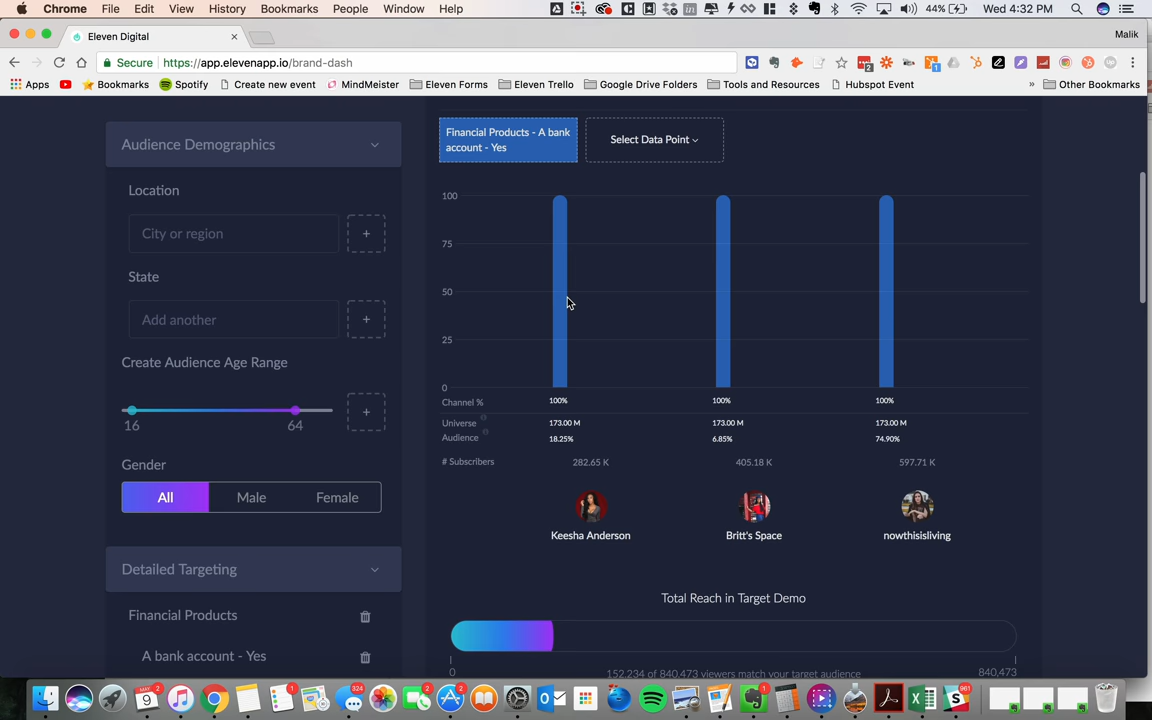 Chrome File Edit View History Bookmarks People Window Help 44% Wed 4:32 PM
Eleven Digital Malik
Secure https://app.elevenapp.io/brand-dash
Apps Bookmarks Spotify Create new event MindMeister Eleven Forms Eleven Trello Google Drive Folders Tools and Resources Hubspot Event » Other Bookmarks
Audience Demographics
Location
City or region +
State
Add another +
Create Audience Age Range
+
16 64
Gender
All Male Female
Detailed Targeting
Financial Products
A bank account - Yes
Financial Products - A bank
account - Yes
Select Data Point
100
75
50
25
0
Channel % 100% 100% 100%
Universe 173.00 M 173.00 M 173.00 M
Audience 18.25% 6.85% 74.90%
# Subscribers 282.65 K 405.18 K 597.71 K
Keesha Anderson Britt's Space nowthisisliving
Total Reach in Target Demo
0 152,234 of 840,473 viewers match your target audience 840,473